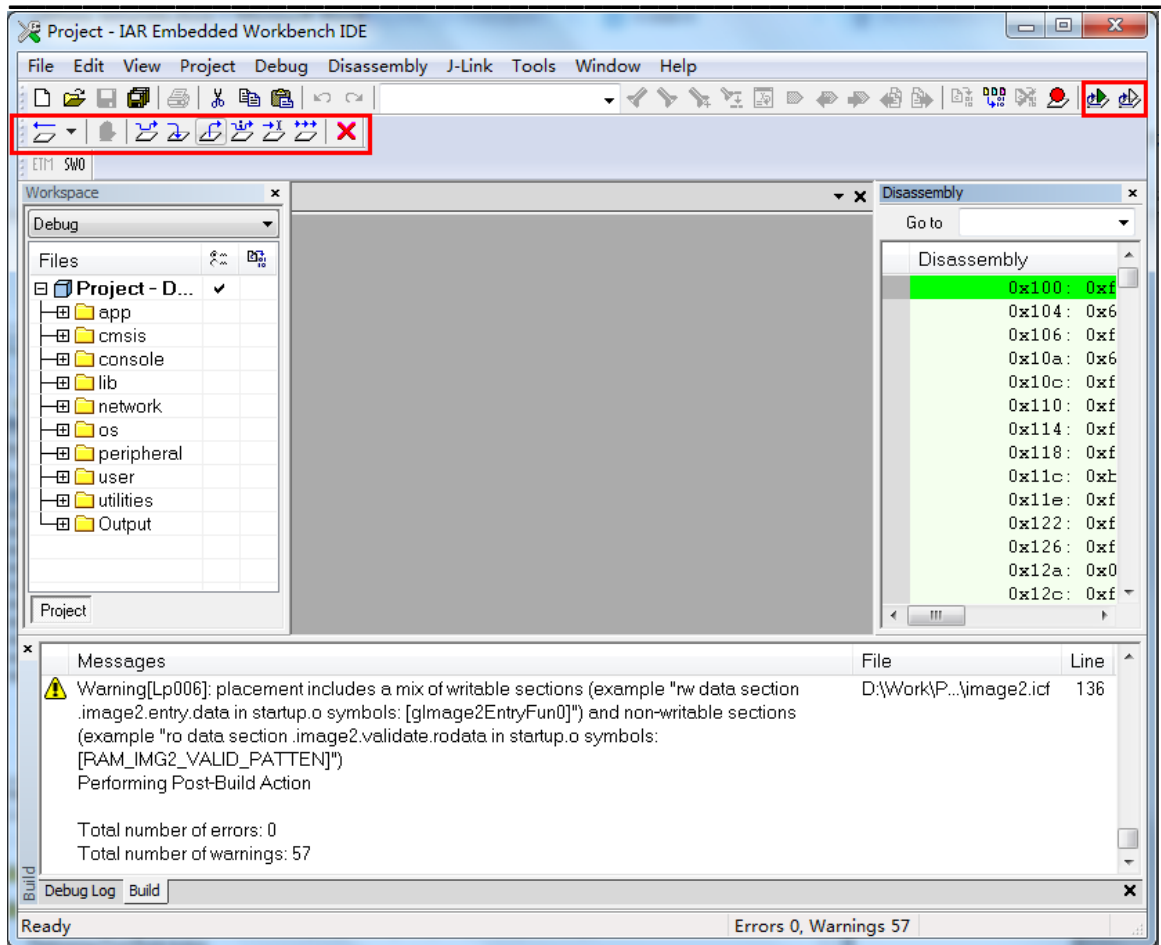 Project - IAR Embedded Workbench IDE
File Edit View Project Debug Disassembly J-Link Tools Window Help
ETM SWO
Workspace
Debug
Files
Project - D...
app
cmsis
console
lib
network
os
peripheral
user
utilities
Output
Project
Disassembly
Go to
Disassembly
0x100: 0xf
0x104: 0x6
0x106: 0xf
0x10a: 0x6
0x10c: 0xf
0x110: 0xf
0x114: 0xf
0x118: 0xf
0x11c: 0xb
0x11e: 0xf
0x122: 0xf
0x126: 0xf
0x12a: 0x0
0x12c: 0xf
Messages File Line
Warning[Lp006]: placement includes a mix of writable sections (example "rw data section D:\Work\P...\image2.icf 136
.image2.entry.data in startup.o symbols: [gImage2EntryFun0]") and non-writable sections
(example "ro data section .image2.validate.rodata in startup.o symbols:
[RAM_IMG2_VALID_PATTEN]")
Performing Post-Build Action
Total number of errors: 0
Total number of warnings: 57
Build
Debug Log Build
Ready Errors 0, Warnings 57